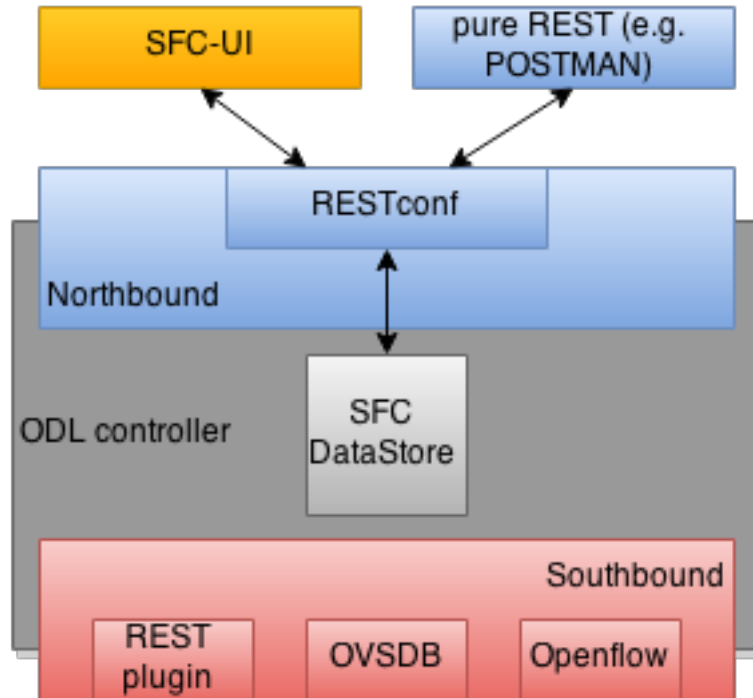 SFC-UI
pure REST (e.g.
POSTMAN)
RESTconf
Northbound
ODL controller
SFC
DataStore
Southbound
REST
plugin
OVSDB
Openflow